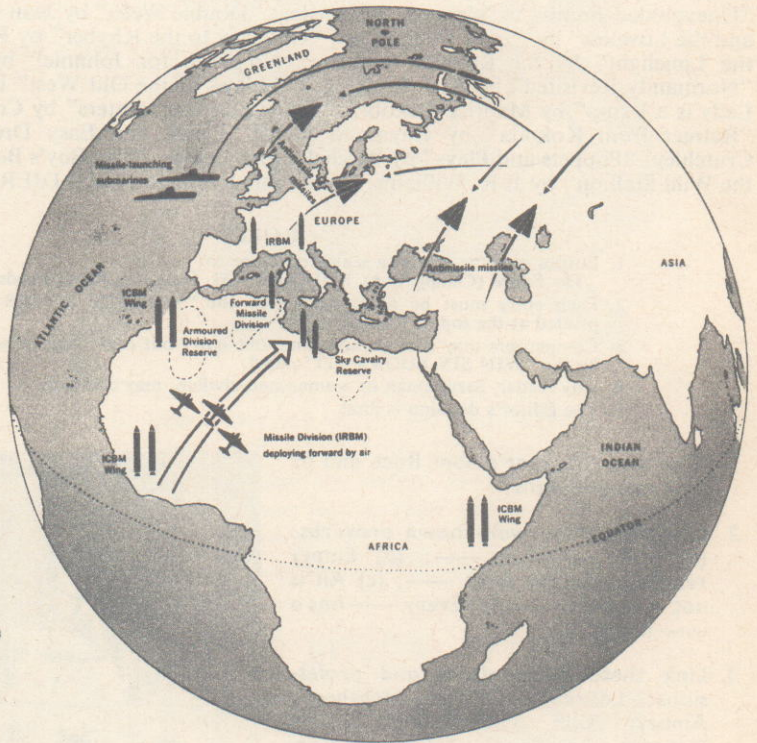 NORTH
POLE
GREENLAND
Missile-launching
submarines
Antimissile
missiles
EUROPE
IRBM
Antimissile missiles
ASIA
ATLANTIC OCEAN
ICBM
Wing
Armoured
Division
Reserve
Forward
Missile
Division
Sky Cavalry
Reserve
ICBM
Wing
Missile Division (IRBM)
deploying forward by air
INDIAN
OCEAN
ICBM
Wing
AFRICA
EQUATOR